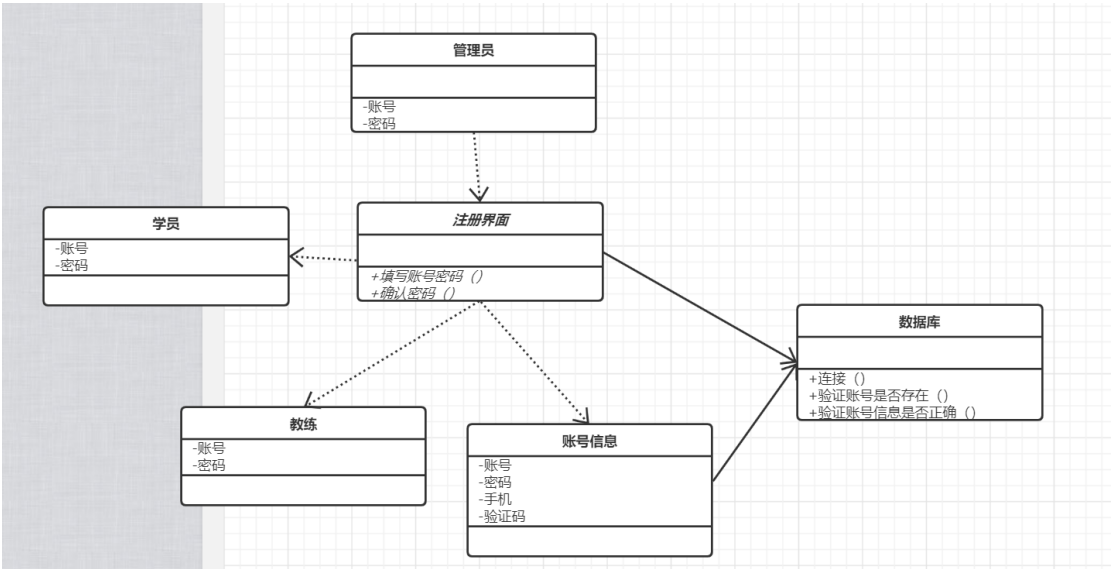 管理员
-账号
-密码
注册界面
+填写账号密码（）
+确认密码（）
学员
-账号
-密码
数据库
+连接（）
+验证账号是否存在（）
+验证账号信息是否正确（）
教练
-账号
-密码
账号信息
-账号
-密码
-手机
-验证码